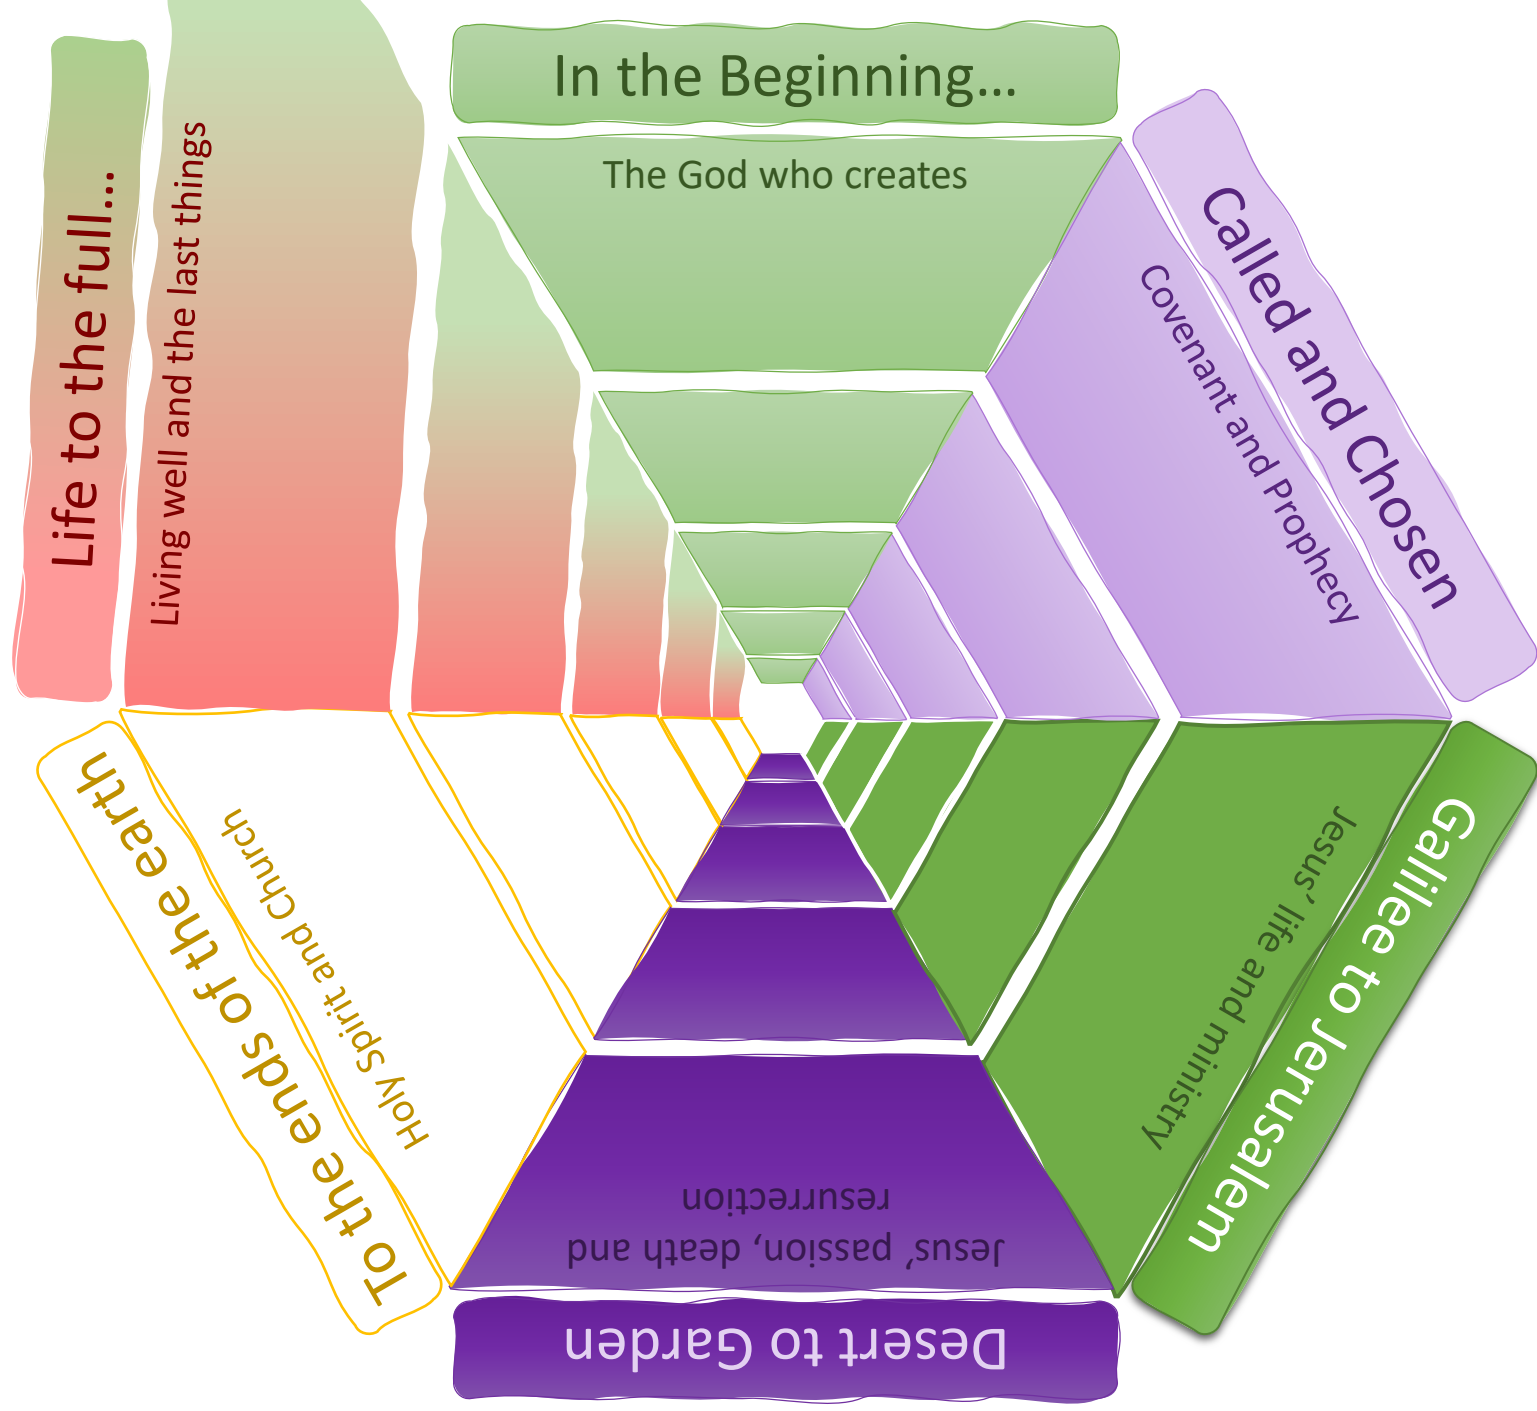 In the Beginning...
The God who creates
Called and Chosen
Covenant and Prophecy
Galilee to Jerusalem
Jesus’ life and ministry
Desert to Garden
Jesus’ passion, death and
resurrection
To the ends of the earth
Holy Spirit and Church
Life to the full...
Living well and the last things